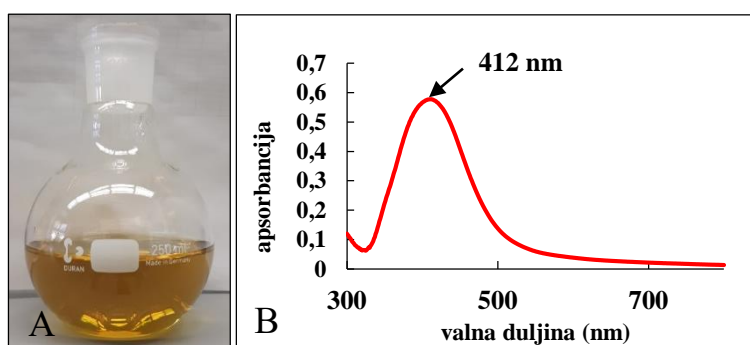 DURAN
250 ml
Made in Germany
A
412 nm
0,7
0,6
0,5
0,4
0,3
0,2
0,1
0
apsorbancija
300
500
700
valna duljina (nm)
B